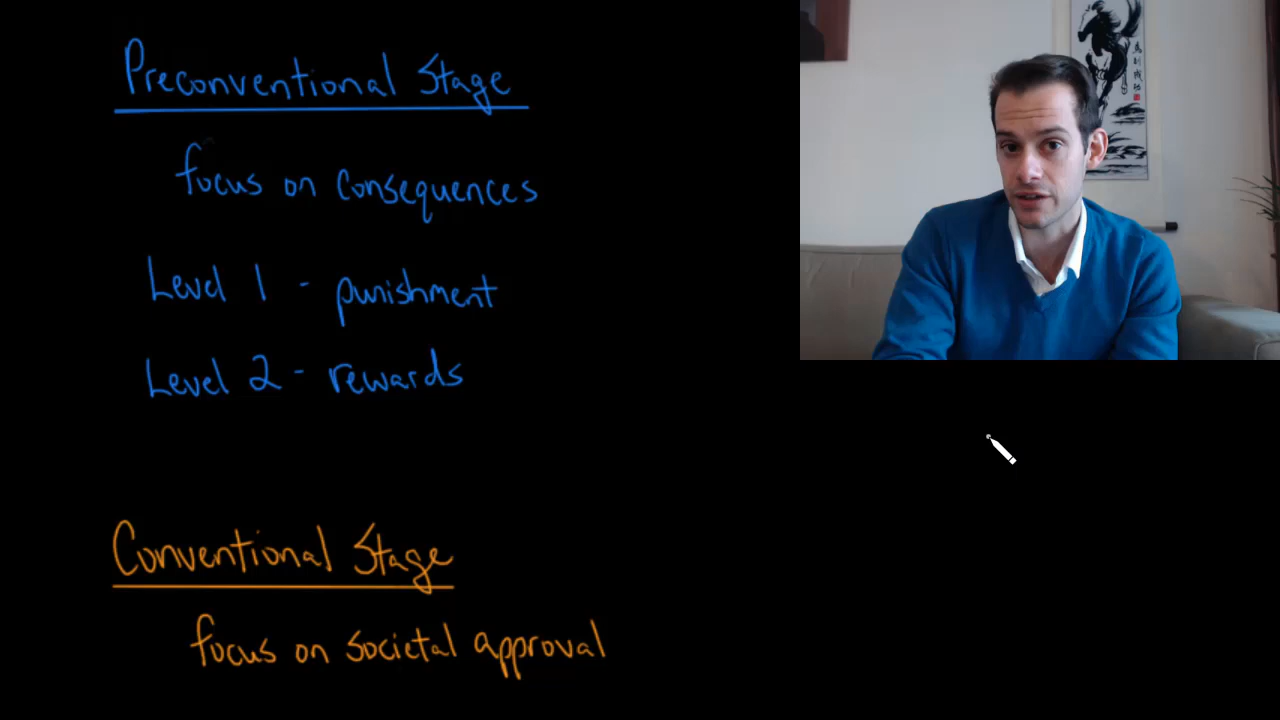 Preconventional Stage
focus on consequences
Level 1 - punishment
Level 2 - rewards
Conventional Stage
focus on societal approval